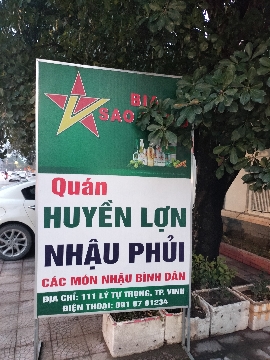 BIA
SAO
Quán
HUYỀN LỢN
NHẬU PHỦI
CÁC MÓN NHẬU BÌNH DÂN
ĐỊA CHỈ: 111 LÝ TỰ TRỌNG, TP. VINH
ĐIỆN THOẠI: 091 87 91234